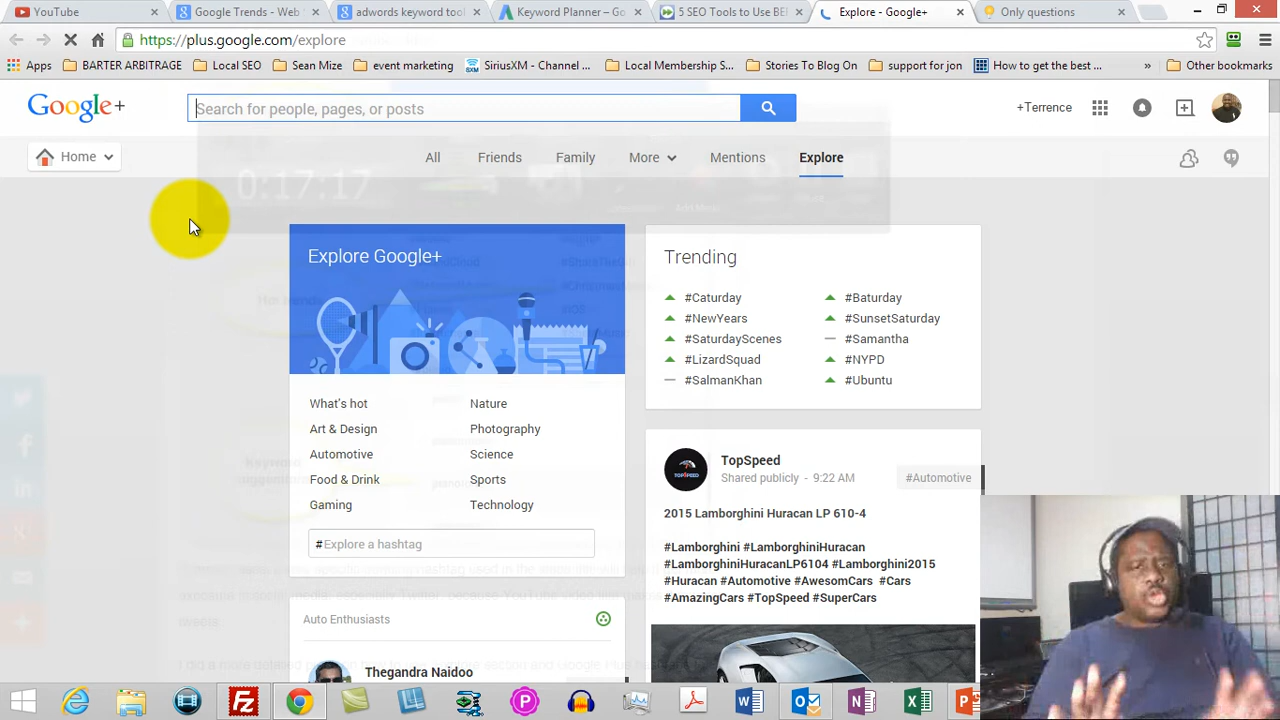 YouTube
Google Trends - Web
adwords keyword too
Keyword Planner – Go
5 SEO Tools to Use BE
Explore - Google+
Only questions
https://plus.google.com/explore
Apps
BARTER ARBITRAGE
Local SEO
Sean Mize
event marketing
SiriusXM - Channel ...
Local Membership S...
Stories To Blog On
support for jon
How to get the best ...
»
Other bookmarks
Google+
Search for people, pages, or posts
+Terrence
Home
All
Friends
Family
More
Mentions
Explore
0:17:17
Explore Google+
What's hot
Nature
Art & Design
Photography
Automotive
Science
Food & Drink
Sports
Gaming
Technology
#Explore a hashtag
Auto Enthusiasts
Thegandra Naidoo
Trending
#Caturday
#Baturday
#NewYears
#SunsetSaturday
#SaturdayScenes
#Samantha
#LizardSquad
#NYPD
#SalmanKhan
#Ubuntu
TopSpeed
Shared publicly - 9:22 AM
#Automotive
2015 Lamborghini Huracan LP 610-4
#Lamborghini #LamborghiniHuracan
#LamborghiniHuracanLP6104 #Lamborghini2015
#Huracan #Automotive #AwesomCars #Cars
#AmazingCars #TopSpeed #SuperCars